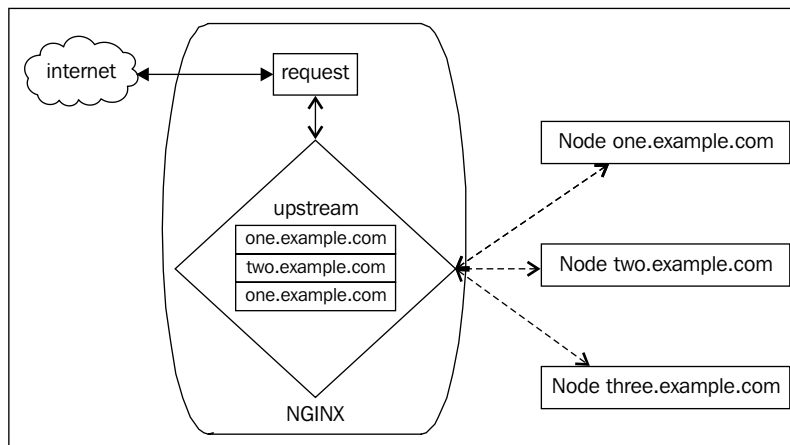 internet
request
upstream
one.example.com
two.example.com
one.example.com
NGINX
Node one.example.com
Node two.example.com
Node three.example.com